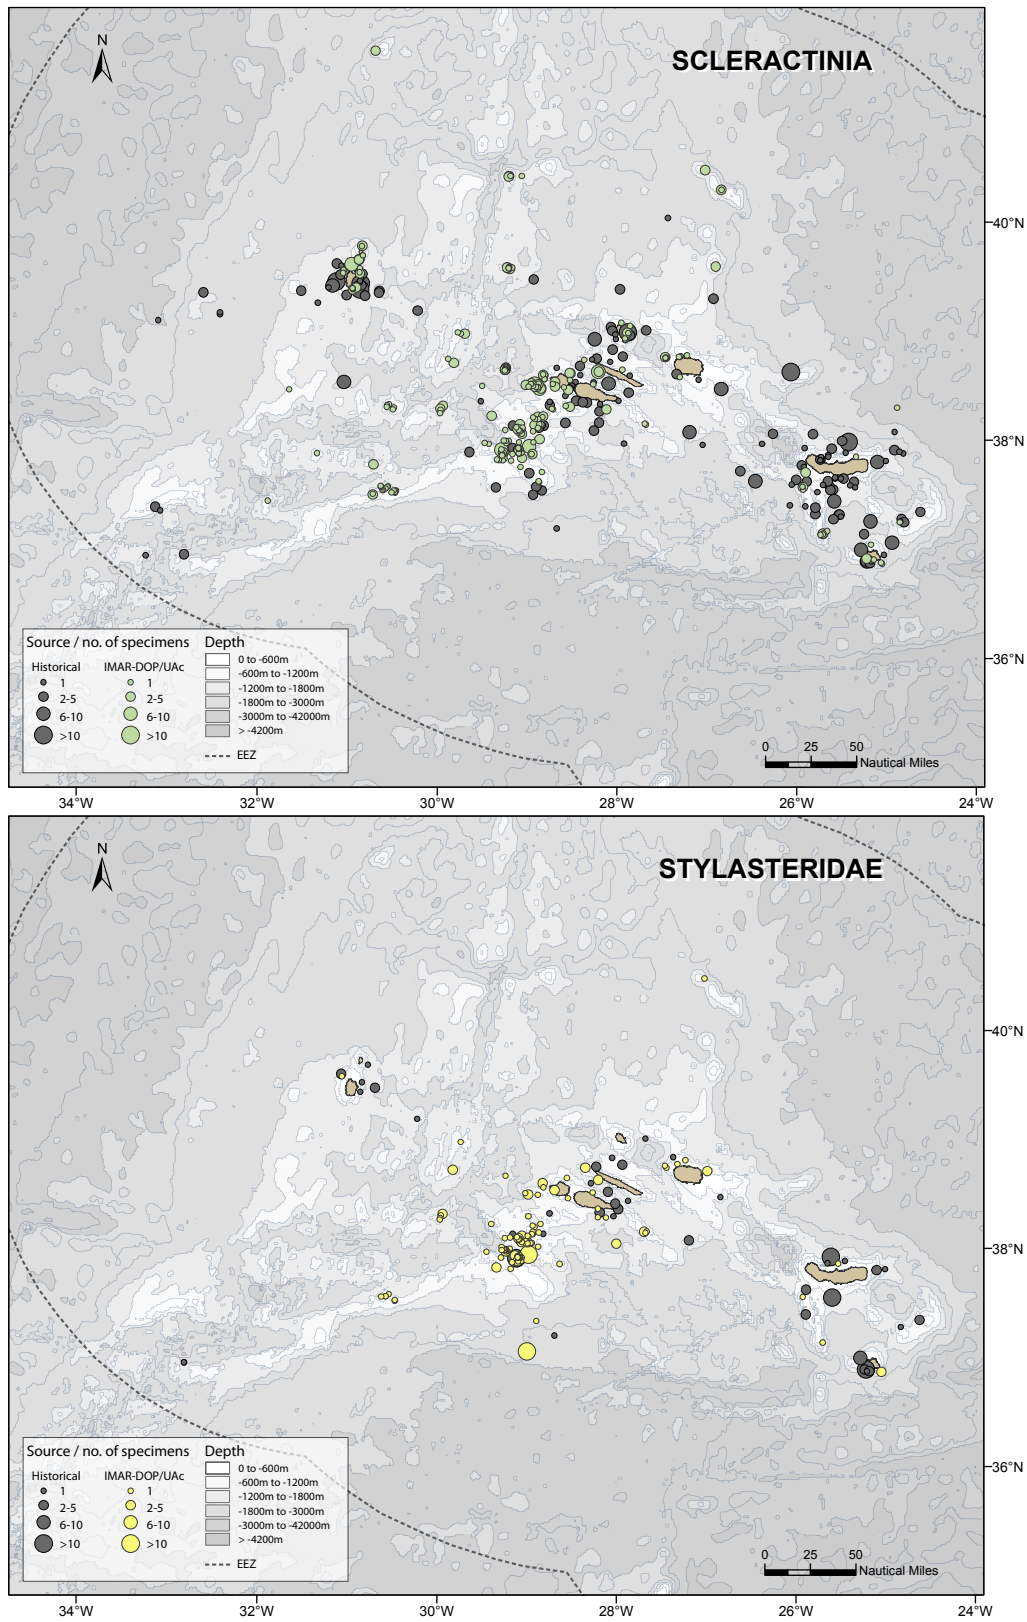 SCLERACTINIA
N
40°N
38°N
36°N
Source / no. of specimens
Depth
Historical
IMAR-DOP/UAc
1
1
2-5
2-5
6-10
6-10
>10
>10
0 to -600m
-600m to -1200m
-1200m to -1800m
-1800m to -3000m
-3000m to -42000m
> -4200m
EEZ
0 25 50
Nautical Miles
34°W 32°W 30°W 28°W 26°W 24°W
STYLASTERIDAE
N
40°N
38°N
36°N
Source / no. of specimens
Depth
Historical
IMAR-DOP/UAc
1
1
2-5
2-5
6-10
6-10
>10
>10
0 to -600m
-600m to -1200m
-1200m to -1800m
-1800m to -3000m
-3000m to -42000m
> -4200m
EEZ
0 25 50
Nautical Miles
34°W 32°W 30°W 28°W 26°W 24°W